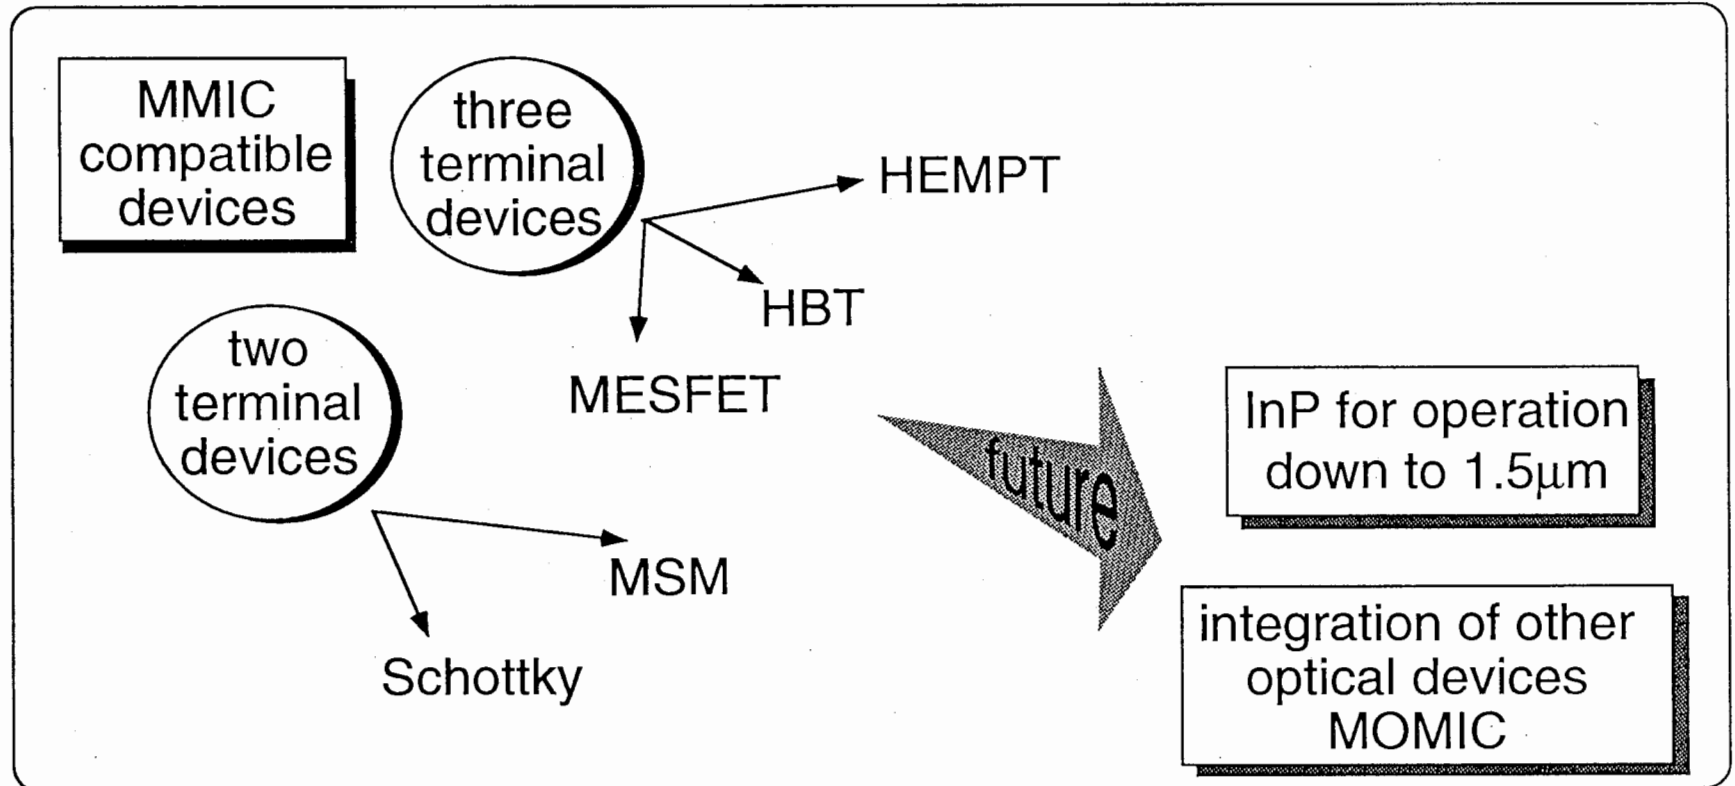 MMIC
compatible
devices
three
terminal
devices
HEMPT
HBT
MESFET
two
terminal
devices
MSM
Schottky
future
InP for operation
down to 1.5μm
integration of other
optical devices
MOMIC